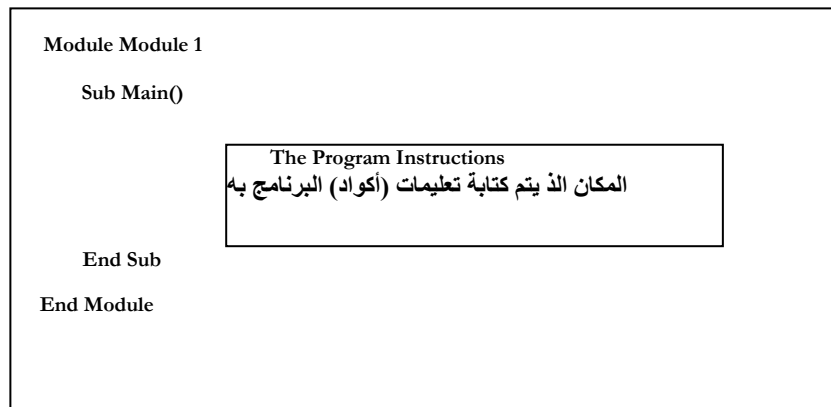 Module Module 1
Sub Main()
The Program Instructions
المكان الذ يتم كتابة تعليمات (أكواد) البرنامج به
End Sub
End Module